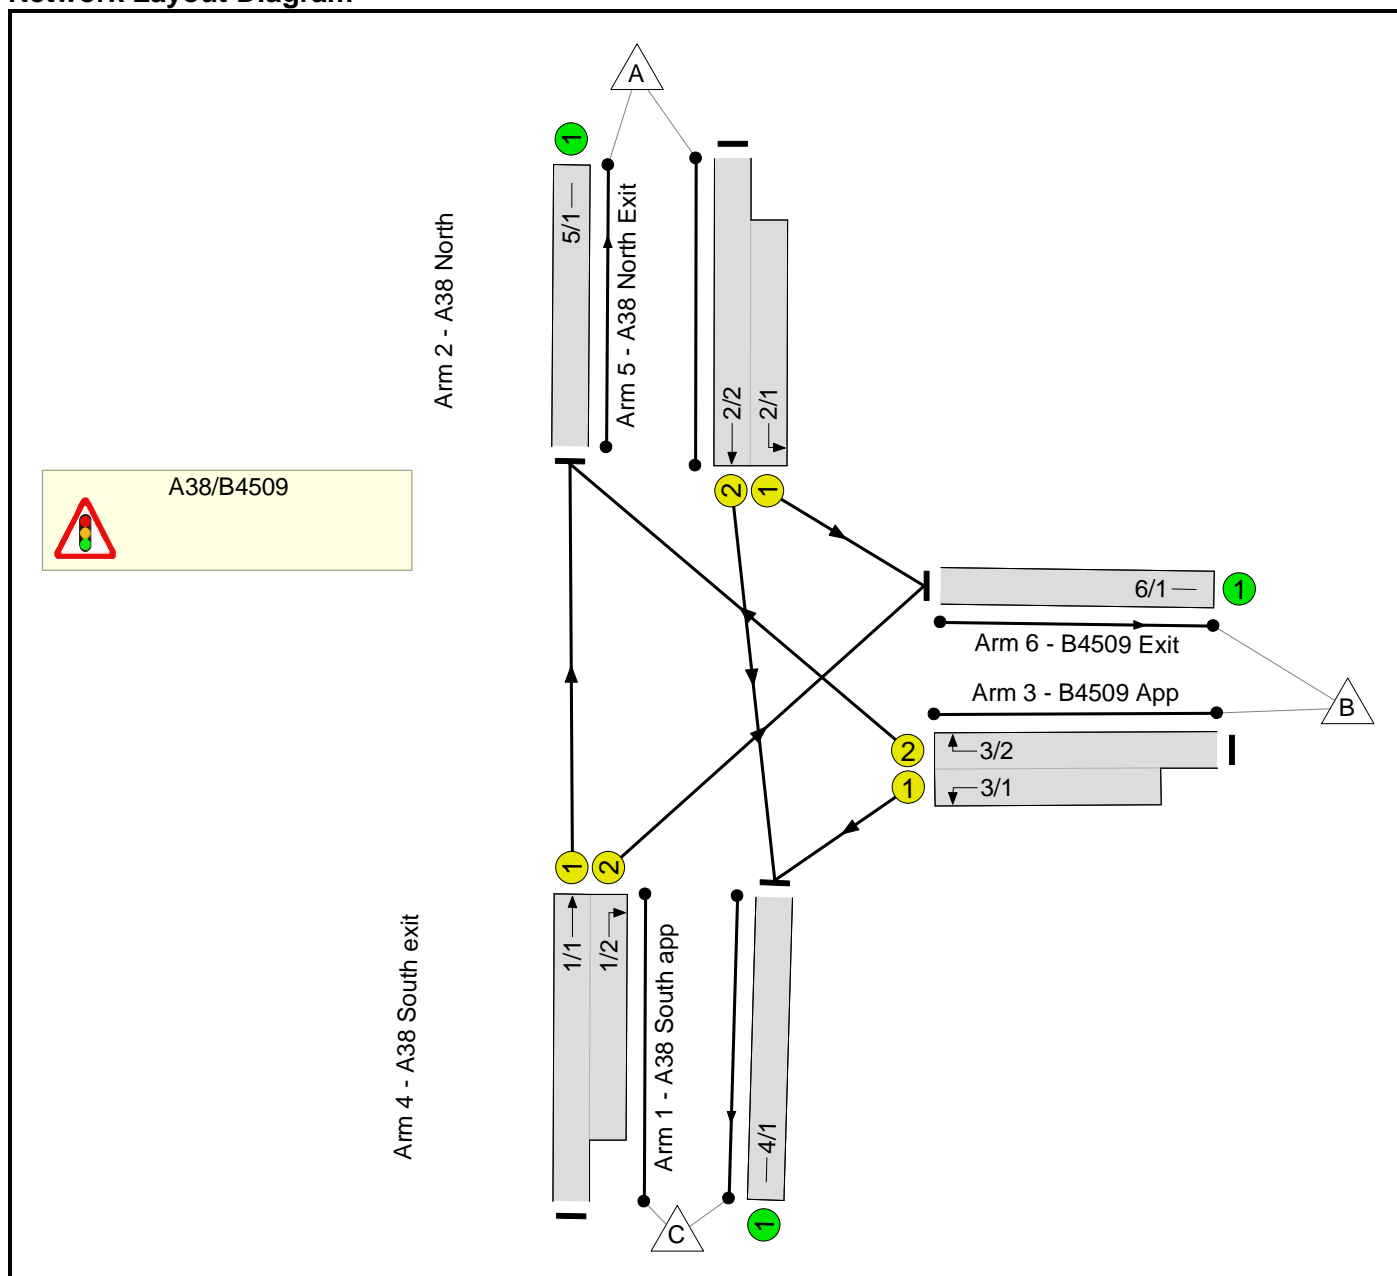 Network Layout Diagram
A
1
5/1
Arm 5 - A38 North Exit
Arm 2 - A38 North
2/2
2/1
2
1
A38/B4509
6/1
1
Arm 6 - B4509 Exit
Arm 3 - B4509 App
B
2
3/2
1
3/1
1
2
1/1
1/2
Arm 1 - A38 South app
Arm 4 - A38 South exit
4/1
C
1